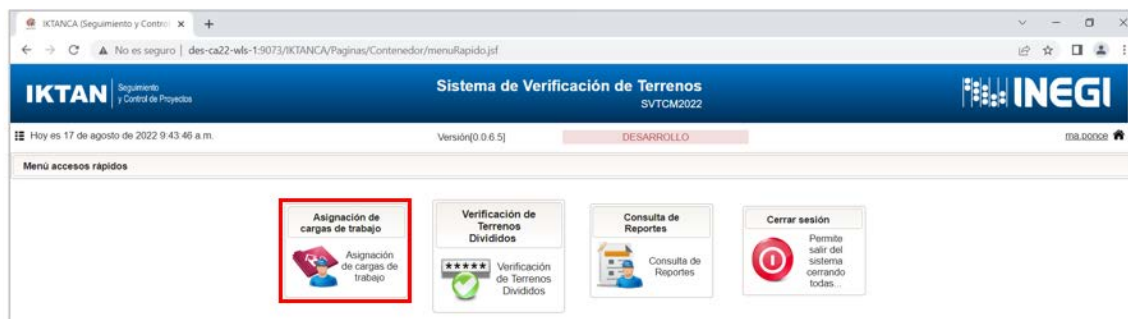 IKTANCA (Seguimiento y Control
No es seguro | des-ca22-wls-1:9073/IKTANCA/Paginas/Contenedor/menuRapido.jsf
IKTAN
Seguimiento
y Control de Proyectos
Sistema de Verificación de Terrenos
SVTCM2022
INEGI
Hoy es 17 de agosto de 2022 9:43:46 a.m.
Versión[0.0.6.5]
DESARROLLO
ma.ponce
Menú accesos rápidos
Asignación de
cargas de trabajo
Asignación
de cargas de
trabajo
Verificación de
Terrenos
Divididos
Verificación
de Terrenos
Divididos
Consulta de
Reportes
Consulta de
Reportes
Cerrar sesión
Permite
salir del
sistema
cerrando
todas...